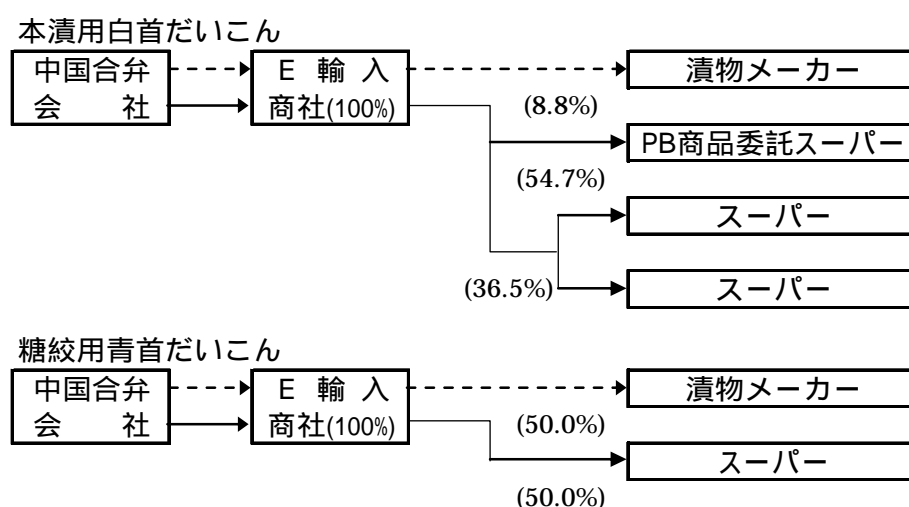 本漬用白首だいこん
中国合弁 E 輸 入 漬物メーカー
会 社 商社(100%) (8.8%)
PB商品委託スーパー
(54.7%)
スーパー
(36.5%) スーパー
糖絞用青首だいこん
中国合弁 E 輸 入 漬物メーカー
会 社 商社(100%) (50.0%)
スーパー
(50.0%)